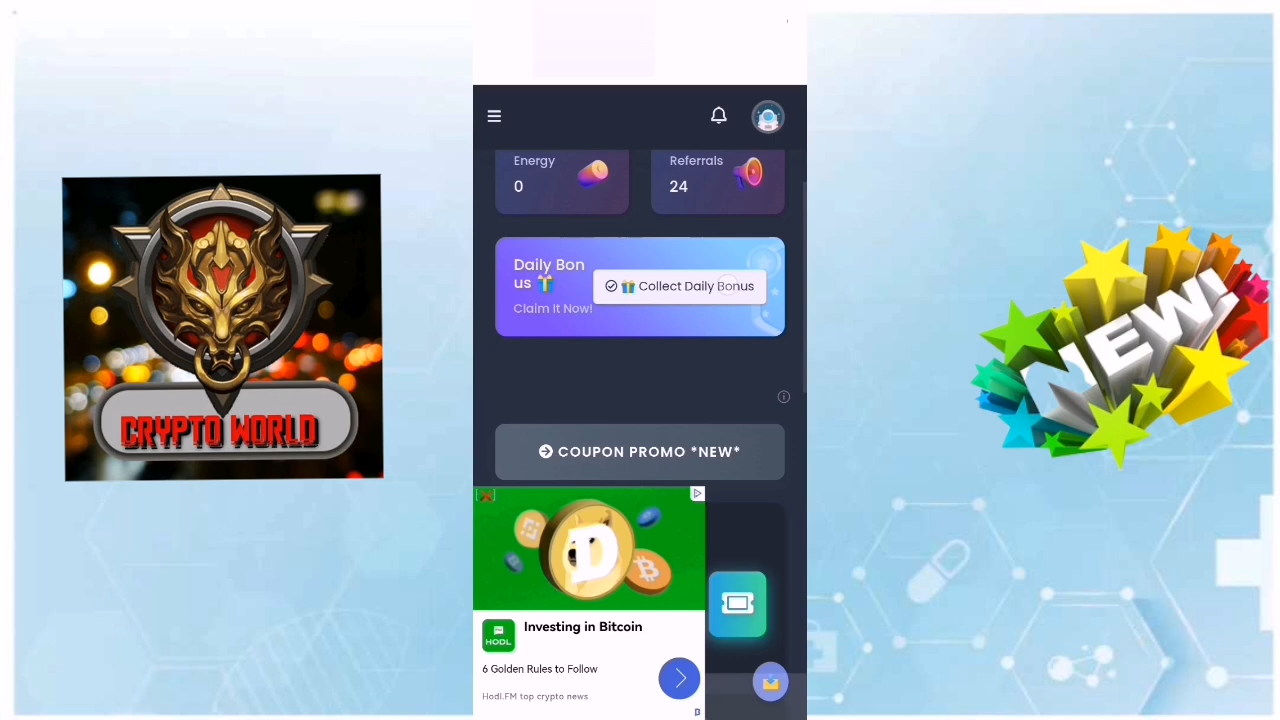 CRYPTO WORLD
Energy
0
Referrals
24
Daily Bon
us
Claim It Now!
Collect Daily Bonus
COUPON PROMO *NEW*
HODL
Investing in Bitcoin
6 Golden Rules to Follow
Hodl.FM top crypto news
NEW!